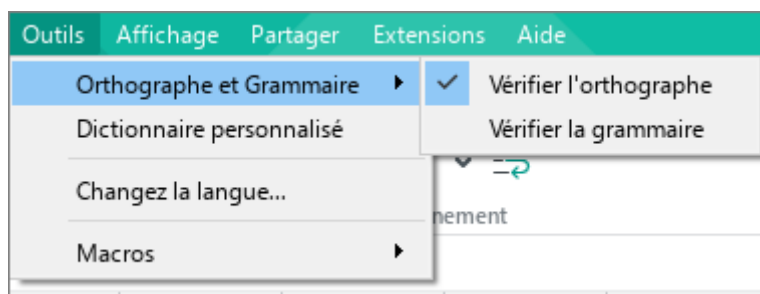 Outils Affichage Partager Extensions Aide
Orthographe et Grammaire
Vérifier l'orthographe
Dictionnaire personnalisé
Vérifier la grammaire
Changez la langue...
nement
Macros